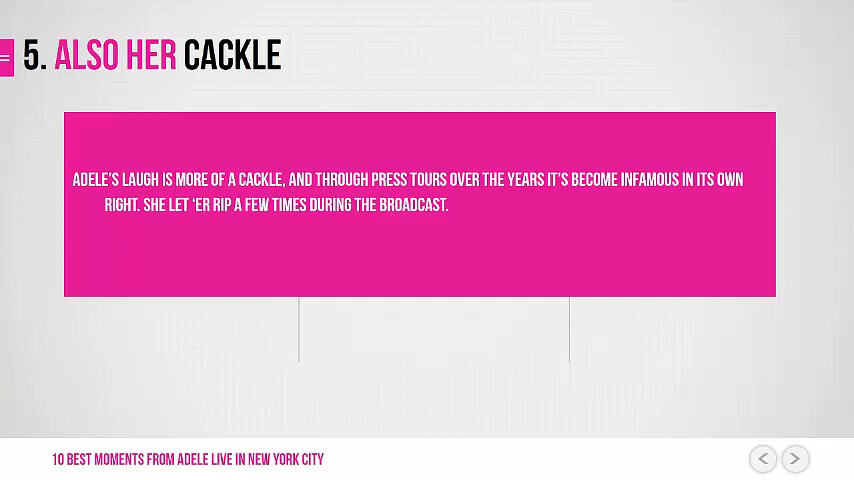 5. ALSO HER CACKLE
ADELE'S LAUGH IS MORE OF A CACKLE, AND THROUGH PRESS TOURS OVER THE YEARS IT'S BECOME INFAMOUS IN ITS OWN
RIGHT. SHE LET ‘ER RIP A FEW TIMES DURING THE BROADCAST.
10 BEST MOMENTS FROM ADELE LIVE IN NEW YORK CITY